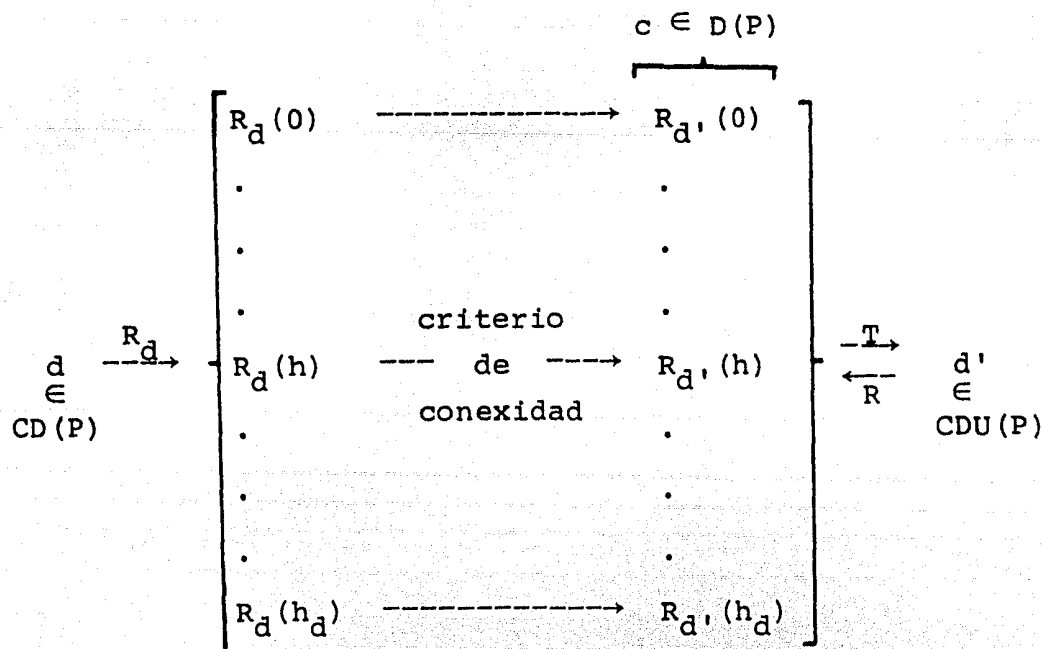 c ∈ D(P)
R_d(0) ---------------→ R_d'(0)
. .
. .
. .
criterio
d ---→ R_d R_d(h) --- de ---→ R_d'(h) --T→ ←--R d'
∈ ∈
CD(P) conexidad CDU(P)
. .
. .
. .
R_d(h_d) ---------------→ R_d'(h_d)